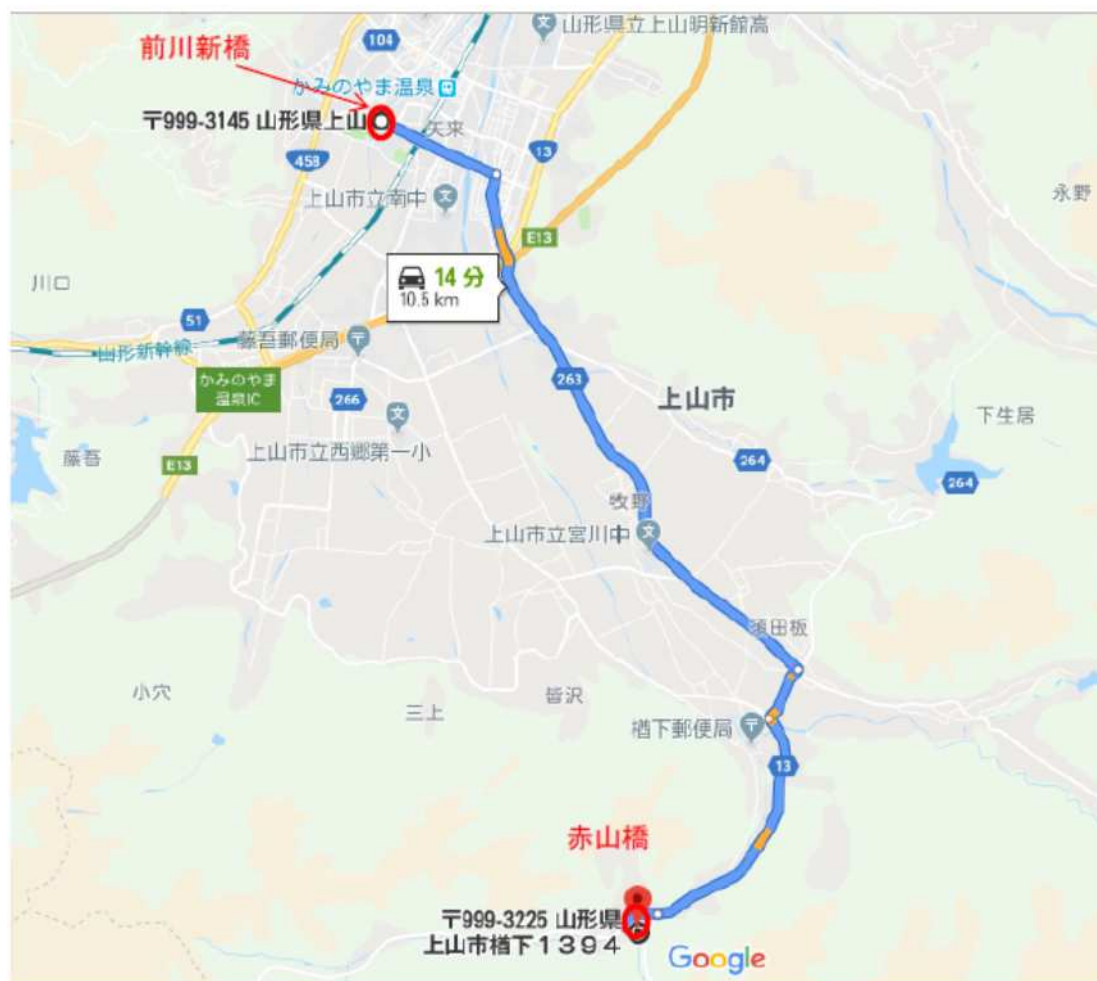 山形県立上山明新館高
104
前川新橋
かみのやま温泉
〒999-3145 山形県上山
矢来
13
458
上山市立南中
永野
E13
14 分
10.5 km
川口
51
山形新幹線
藤吾郵便局
かみのやま
温泉IC
263
266
上山市
下生居
上山市立西郷第一小
藤吾
E13
264
264
牧野
上山市立宮川中
須田板
小穴
三上
皆沢
楢下郵便局
13
赤山橋
〒999-3225 山形県
上山市楢下１３９４
Google